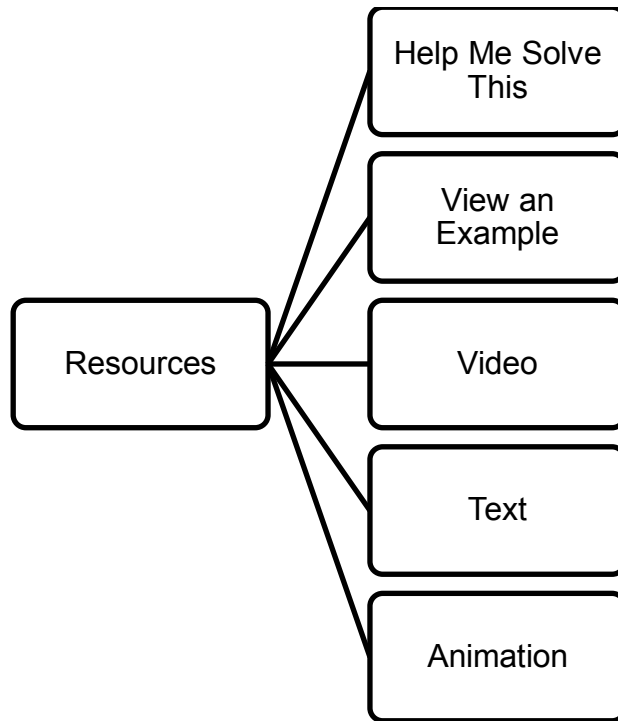 Help Me Solve
This
View an
Example
Resources
Video
Text
Animation